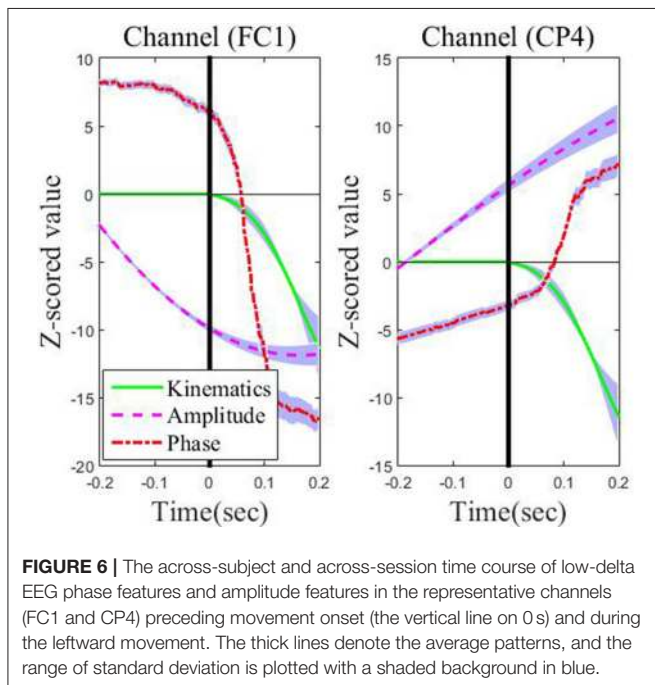 Channel (FC1)
10
5
0
-5
-10
-15
-20
-0.2
-0.1
0
0.1
0.2
Z-scored value
Time(sec)
Kinematics
Amplitude
Phase
Channel (CP4)
15
10
5
0
-5
-10
-15
-0.2
-0.1
0
0.1
0.2
Z-scored value
Time(sec)
FIGURE 6 | The across-subject and across-session time course of low-delta
EEG phase features and amplitude features in the representative channels
(FC1 and CP4) preceding movement onset (the vertical line on 0 s) and during
the leftward movement. The thick lines denote the average patterns, and the
range of standard deviation is plotted with a shaded background in blue.